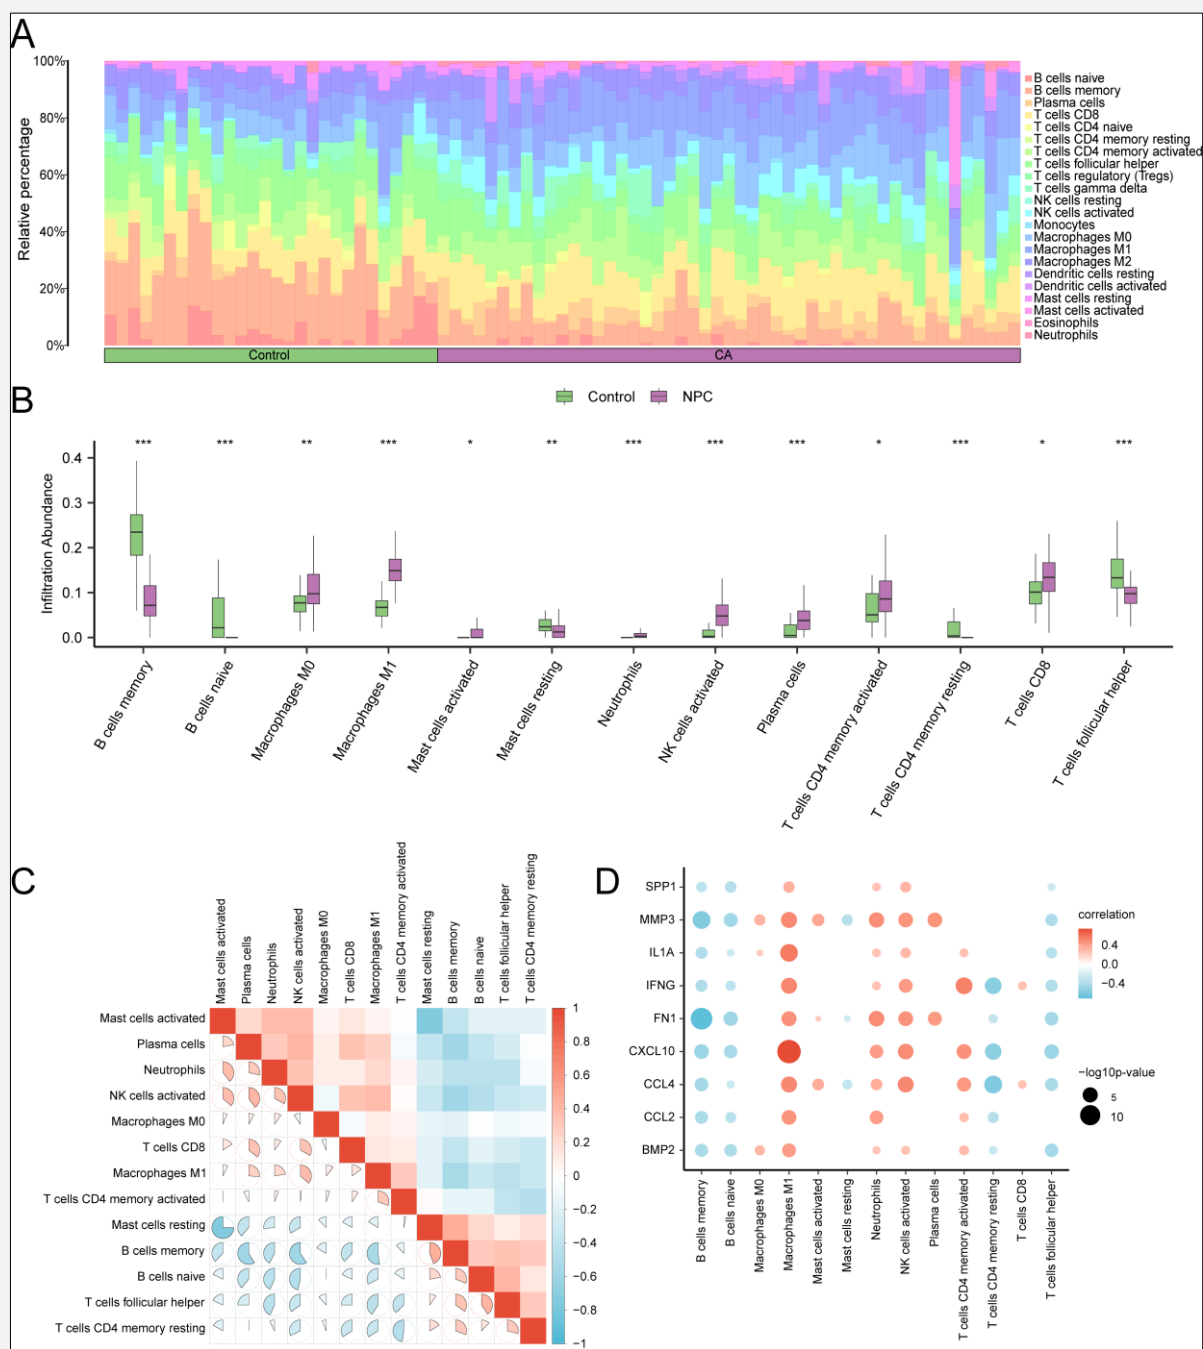 A
Relative percentage
100%
80%
60%
40%
20%
0%
Control
CA
B cells naive
B cells memory
Plasma cells
T cells CD8
T cells CD4 naive
T cells CD4 memory resting
T cells CD4 memory activated
T cells follicular helper
T cells regulatory (Tregs)
T cells gamma delta
NK cells resting
NK cells activated
Monocytes
Macrophages M0
Macrophages M1
Macrophages M2
Dendritic cells resting
Dendritic cells activated
Mast cells resting
Mast cells activated
Eosinophils
Neutrophils
B
Control
NPC
Infiltration Abundance
0.4
0.3
0.2
0.1
0.0
*** *** ** *** * ** *** *** *** * *** * ***
B cells memory
B cells naive
Macrophages M0
Macrophages M1
Mast cells activated
Mast cells resting
Neutrophils
NK cells activated
Plasma cells
T cells CD4 memory activated
T cells CD4 memory resting
T cells CD8
T cells follicular helper
C
Mast cells activated
Plasma cells
Neutrophils
NK cells activated
Macrophages M0
T cells CD8
Macrophages M1
T cells CD4 memory activated
Mast cells resting
B cells memory
B cells naive
T cells follicular helper
T cells CD4 memory resting
Mast cells activated
Plasma cells
Neutrophils
NK cells activated
Macrophages M0
T cells CD8
Macrophages M1
T cells CD4 memory activated
Mast cells resting
B cells memory
B cells naive
T cells follicular helper
T cells CD4 memory resting
1
0.8
0.6
0.4
0.2
0
−0.2
−0.4
−0.6
−0.8
−1
D
SPP1
MMP3
IL1A
IFNG
FN1
CXCL10
CCL4
CCL2
BMP2
B cells memory
B cells naive
Macrophages M0
Macrophages M1
Mast cells activated
Mast cells resting
Neutrophils
NK cells activated
Plasma cells
T cells CD4 memory activated
T cells CD4 memory resting
T cells CD8
T cells follicular helper
correlation
0.4
0.0
−0.4
−log10p-value
5
10